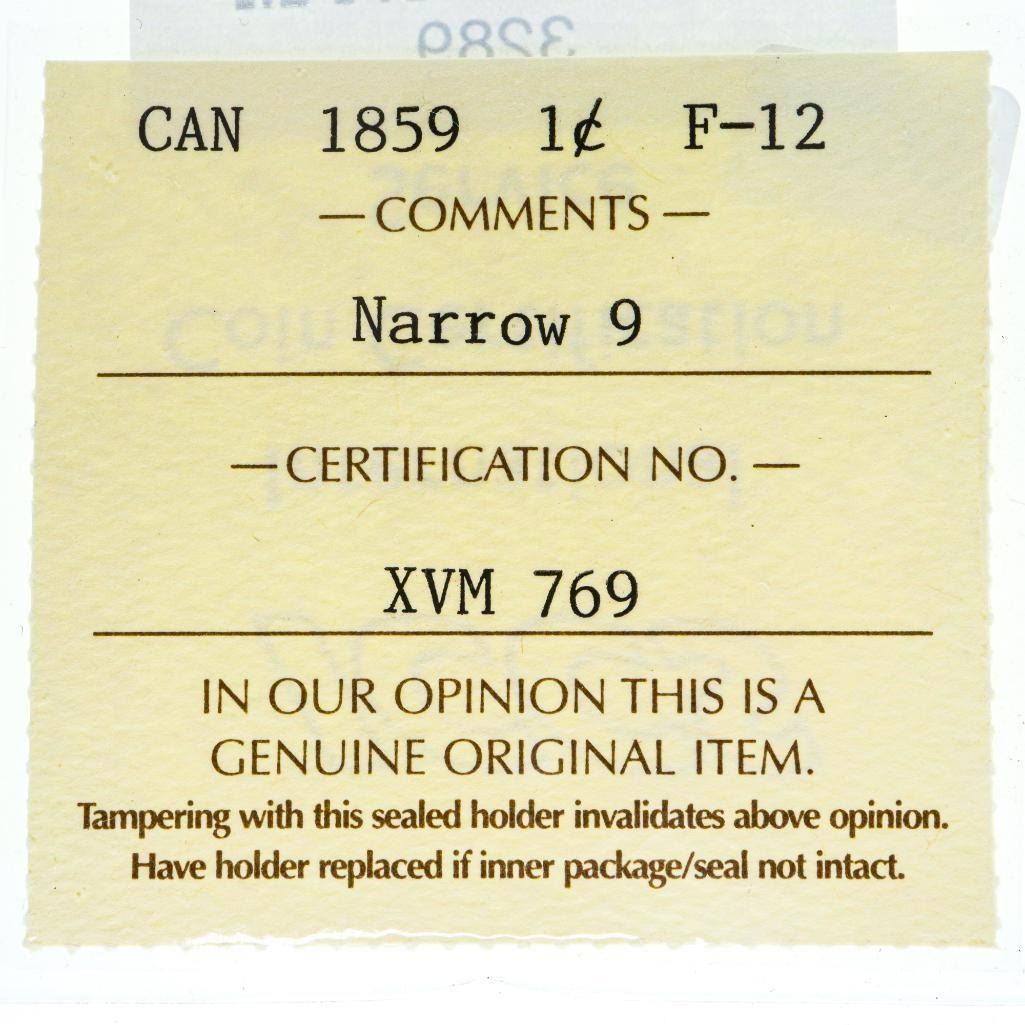 3289
CAN 1859 1¢ F-12
— COMMENTS —
Narrow 9
— CERTIFICATION NO. —
XVM 769
IN OUR OPINION THIS IS A
GENUINE ORIGINAL ITEM.
Tampering with this sealed holder invalidates above opinion.
Have holder replaced if inner package/seal not intact.